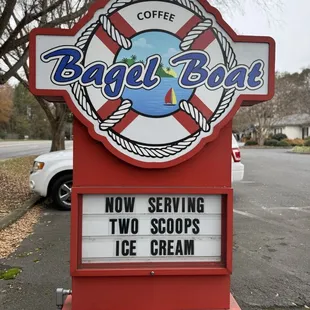 COFFEE
Bagel Boat
NOW SERVING
TWO SCOOPS
ICE CREAM